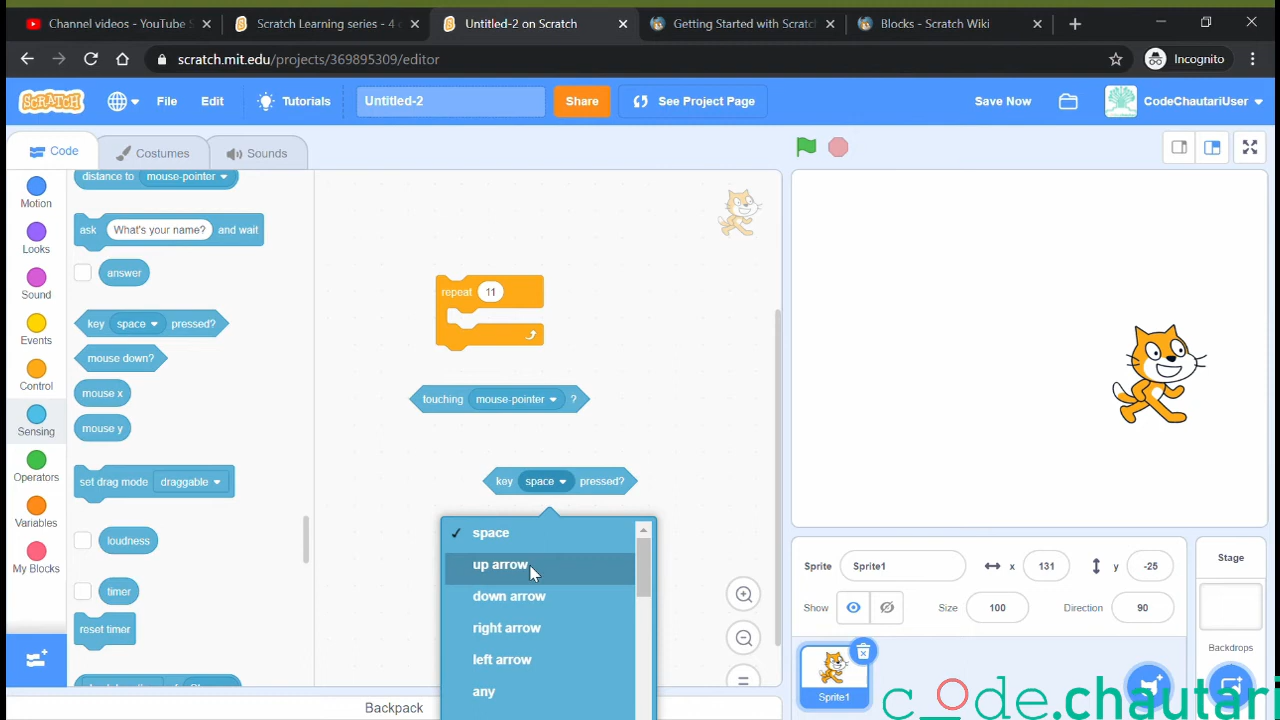 Channel videos - YouTube S
Scratch Learning series - 4 c
Untitled-2 on Scratch
Getting Started with Scratc
Blocks - Scratch Wiki
scratch.mit.edu/projects/369895309/editor
Incognito
SCRATCH
File
Edit
Tutorials
Untitled-2
Share
See Project Page
Save Now
CodeChautariUser
Code
Costumes
Sounds
Motion
Looks
Sound
Events
Control
Sensing
Operators
Variables
My Blocks
distance to mouse-pointer
ask What's your name? and wait
answer
key space pressed?
mouse down?
mouse x
mouse y
set drag mode draggable
loudness
timer
reset timer
repeat 11
touching mouse-pointer ?
key space pressed?
✓ space
up arrow
down arrow
right arrow
left arrow
any
Backpack
Sprite Sprite1 x 131 y -25
Show Size 100 Direction 90
Sprite1
Stage
Backdrops
c_ode.chautari